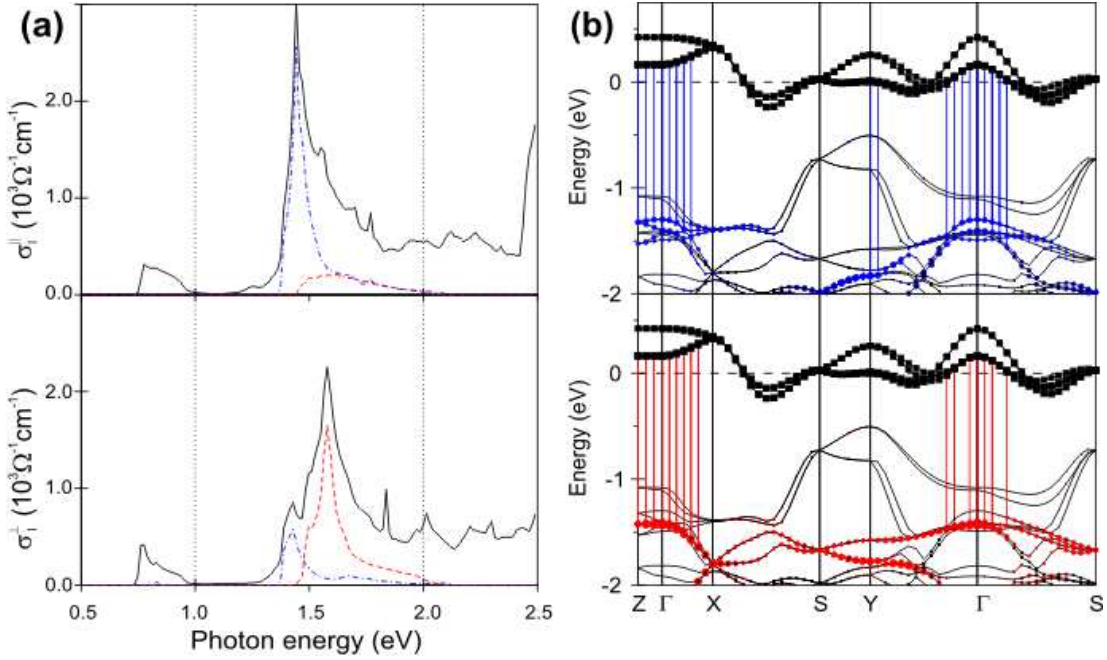 (a)
2.0
1.0
0.0
σ₁^∥ (10³Ω⁻¹cm⁻¹)
2.0
1.0
0.0
σ₁^⊥ (10³Ω⁻¹cm⁻¹)
0.5 1.0 1.5 2.0 2.5
Photon energy (eV)
(b)
0
-1
-2
Energy (eV)
0
-1
-2
Energy (eV)
Z Γ X S Y Γ S